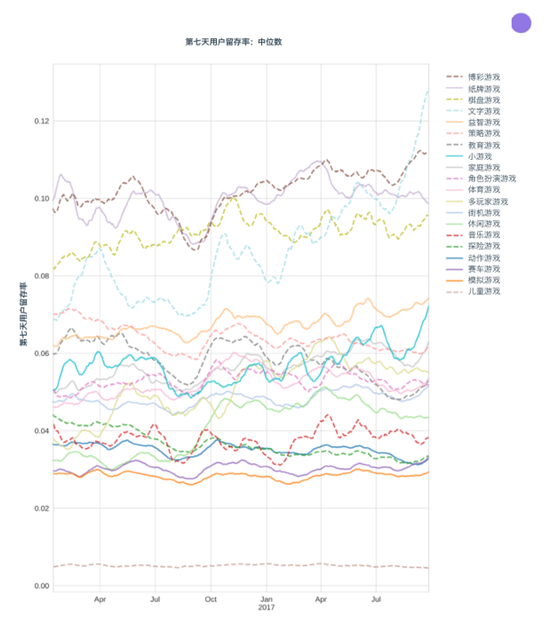 第七天用户留存率：中位数
第七天用户留存率
0.12
0.10
0.08
0.06
0.04
0.02
0.00
Apr
Jul
Oct
Jan
2017
Apr
Jul
博彩游戏
纸牌游戏
棋盘游戏
文字游戏
益智游戏
策略游戏
教育游戏
小游戏
家庭游戏
角色扮演游戏
体育游戏
多玩家游戏
街机游戏
休闲游戏
音乐游戏
探险游戏
动作游戏
赛车游戏
模拟游戏
儿童游戏